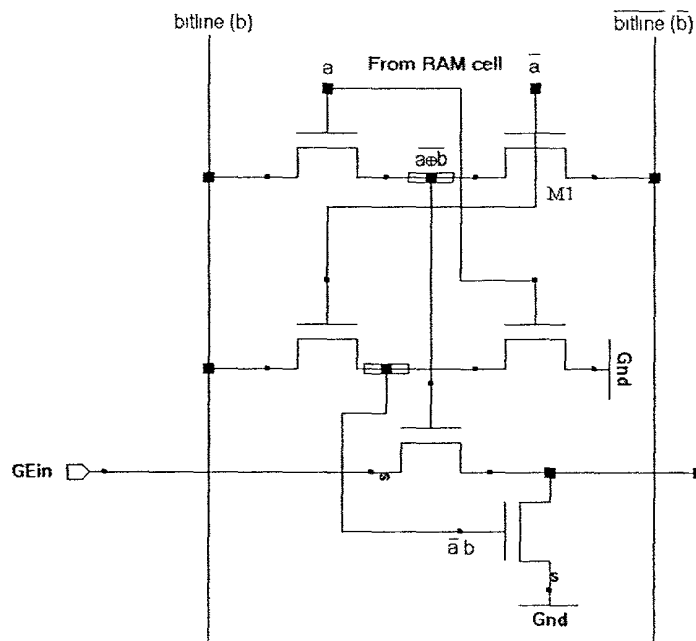 bitline (b)
bitline (b)
a
From RAM cell
a
a⊕b
M1
Gnd
GEin
s
a b
s
Gnd